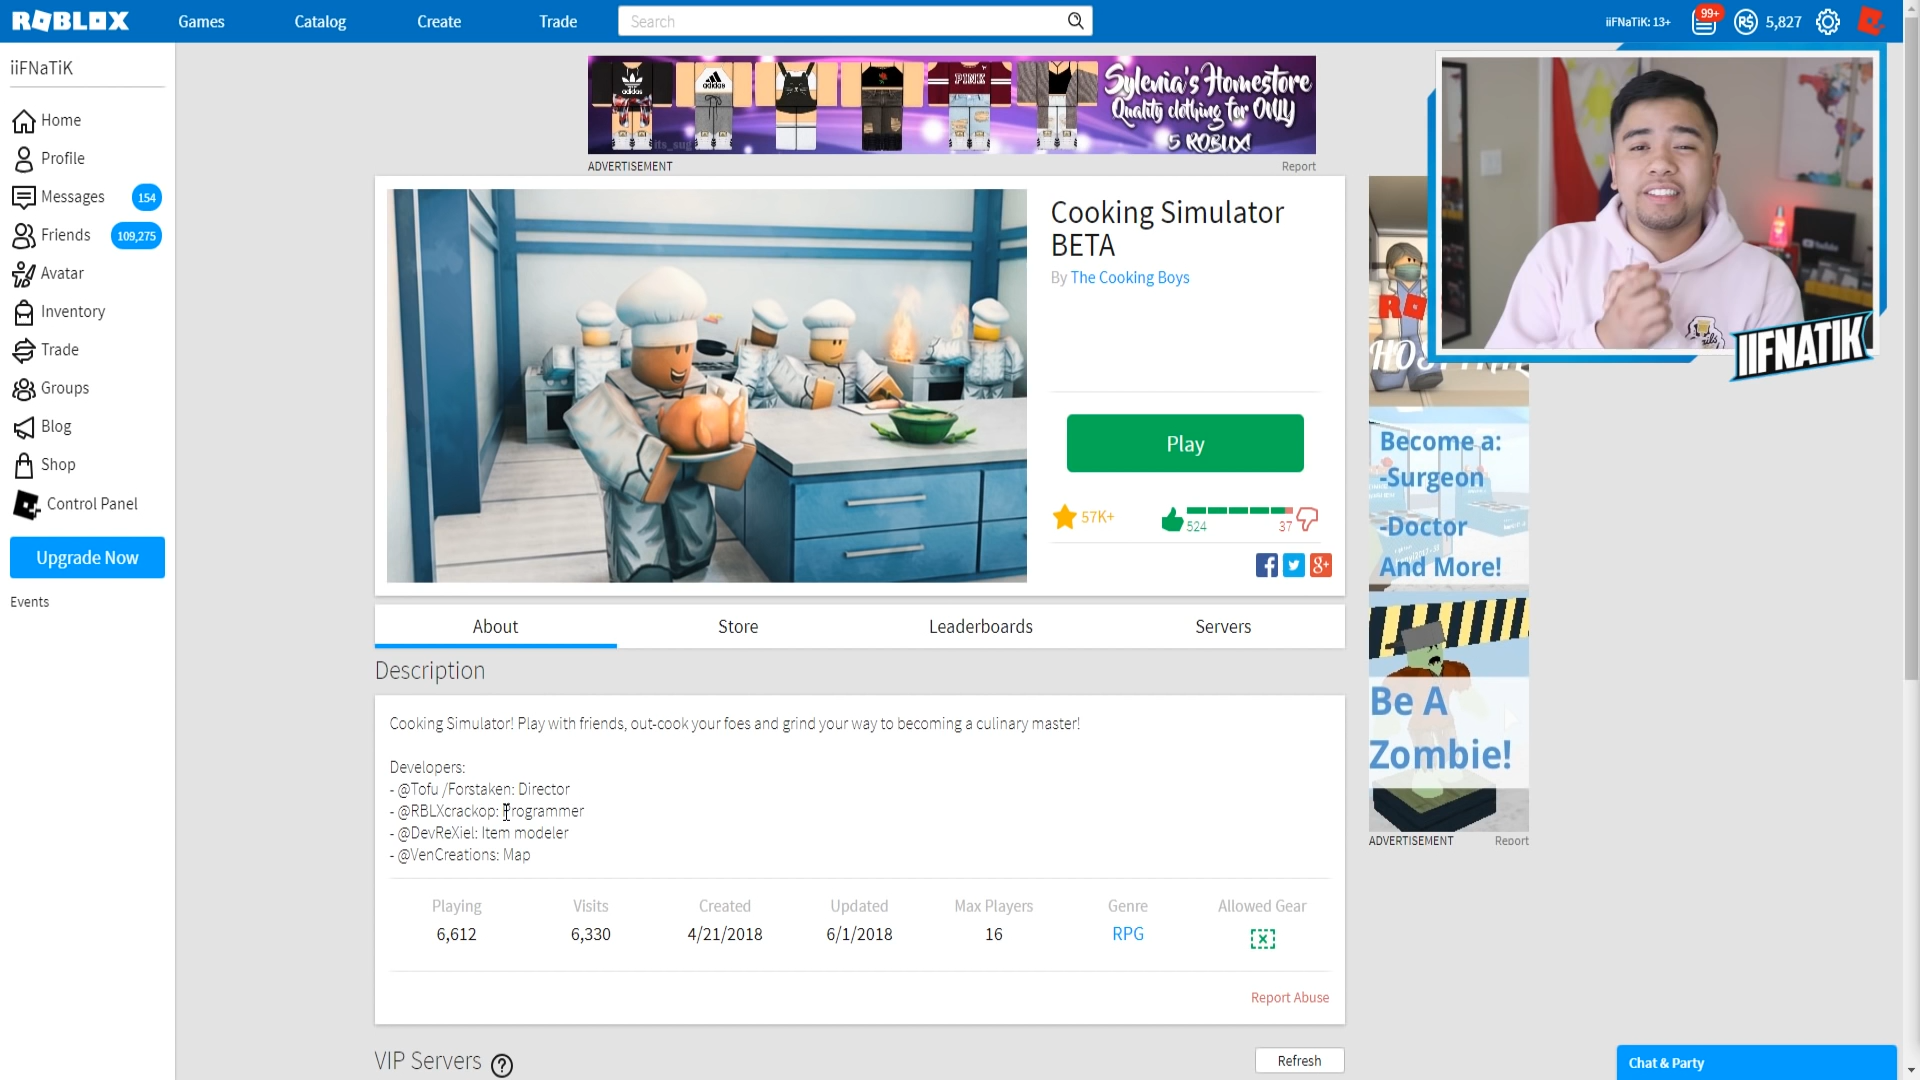 ROBLOX
Games
Catalog
Create
Trade
Search
iiFNaTiK: 13+
99+
5,827
iiFNaTiK
Home
Profile
Messages
154
Friends
109,275
Avatar
Inventory
Trade
Groups
Blog
Shop
Control Panel
Upgrade Now
Events
adidas
adidas
PINK
Sylenia's Homestore
Quality clothing for ONLY
5 ROBUX!
ADVERTISEMENT
Report
Cooking Simulator
BETA
By The Cooking Boys
Play
57K+
524
37
About
Store
Leaderboards
Servers
Description
Cooking Simulator! Play with friends, out-cook your foes and grind your way to becoming a culinary master!
Developers:
- @Tofu /Forstaken: Director
- @RBLXcrackop: Programmer
- @DevReXiel: Item modeler
- @VenCreations: Map
Playing
Visits
Created
Updated
Max Players
Genre
Allowed Gear
6,612
6,330
4/21/2018
6/1/2018
16
RPG
Report Abuse
VIP Servers
Refresh
YouTube
IIFNATIK
Become a:
-Surgeon
-Doctor
And More!
Be A
Zombie!
ADVERTISEMENT
Report
Chat & Party